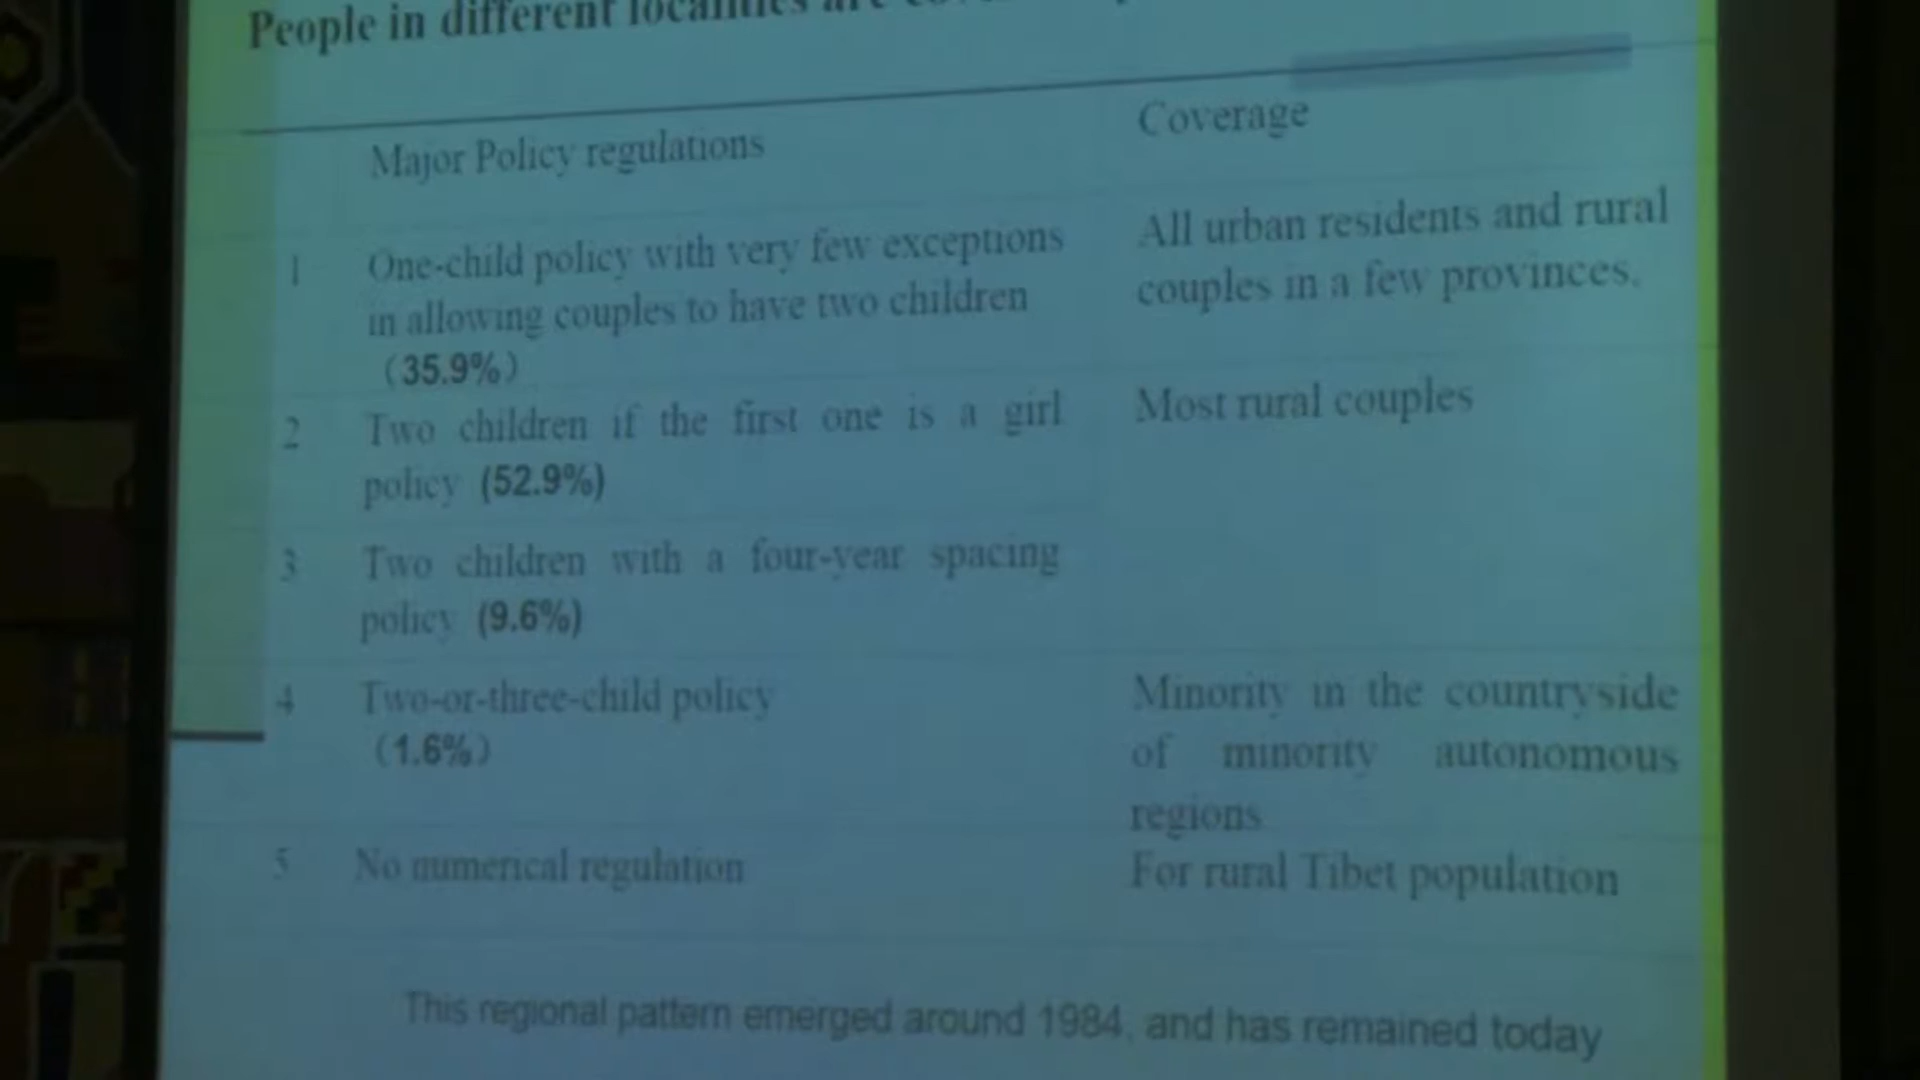 People in different localities are
Major Policy regulations
Coverage
1 One-child policy with very few exceptions
in allowing couples to have two children
(35.9%)
All urban residents and rural
couples in a few provinces.
2 Two children if the first one is a girl
policy (52.9%)
Most rural couples
3 Two children with a four-year spacing
policy (9.6%)
4 Two-or-three-child policy
(1.6%)
Minority in the countryside
of minority autonomous
regions
5 No numerical regulation
For rural Tibet population
This regional pattern emerged around 1984, and has remained today